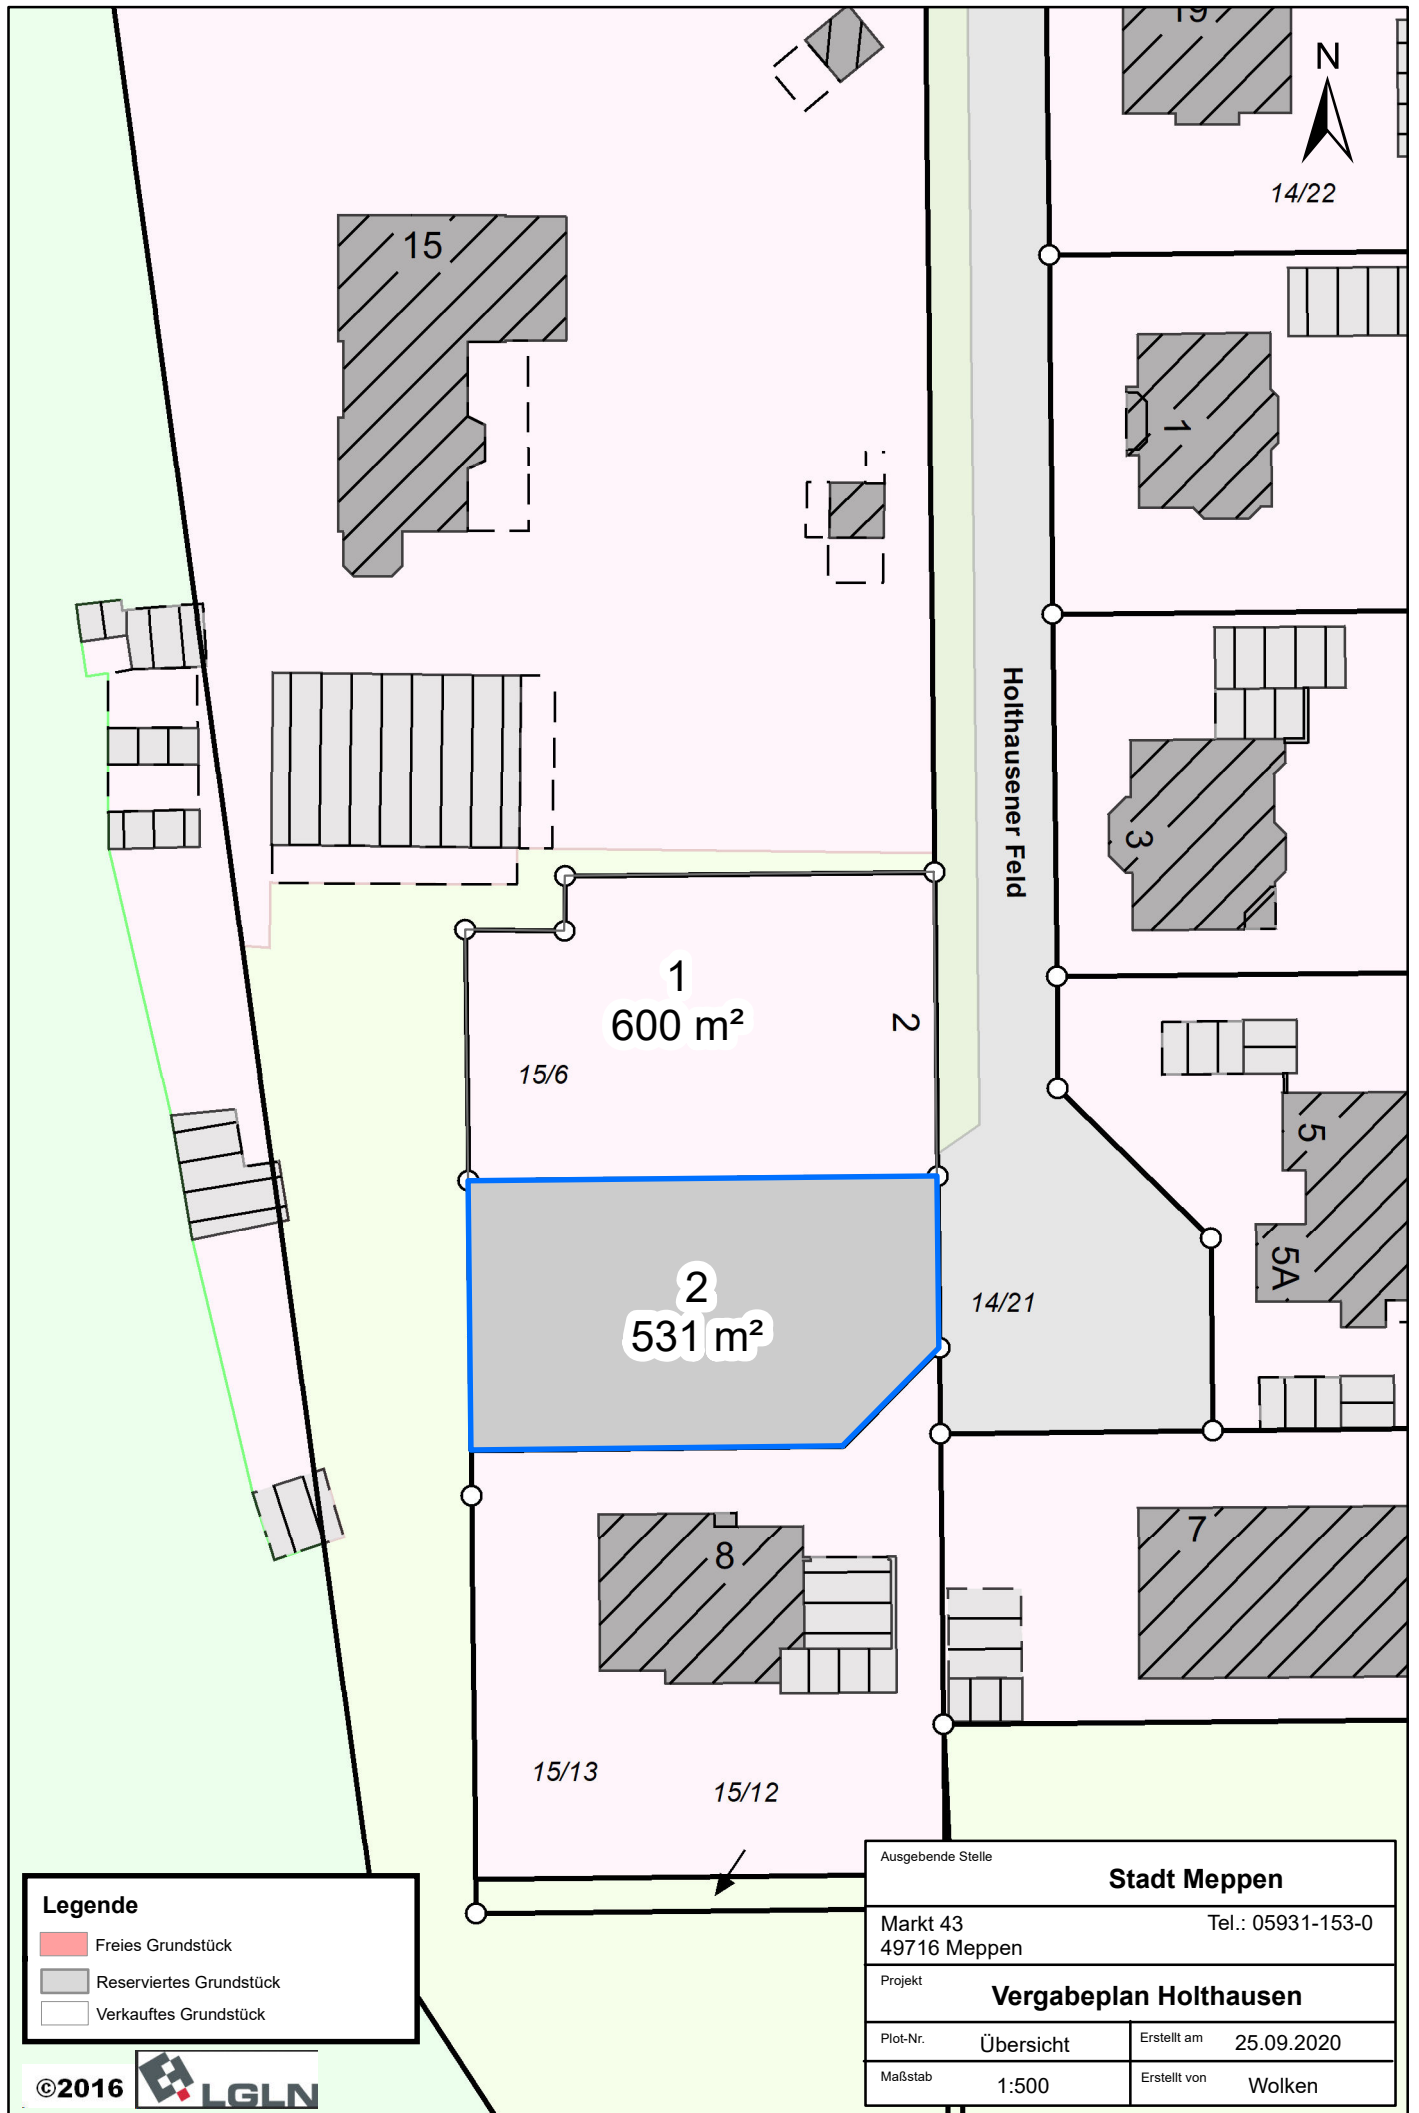 19
N
14/22
15
1
Holthausener Feld
3
1
600 m²
2
15/6
5
5A
2
531 m²
14/21
8
7
15/13
15/12
Legende
Freies Grundstück
Reserviertes Grundstück
Verkauftes Grundstück
©2016
LGLN
Ausgebende Stelle
Stadt Meppen
Markt 43
Tel.: 05931-153-0
49716 Meppen
Projekt
Vergabeplan Holthausen
Plot-Nr.
Übersicht
Erstellt am
25.09.2020
Maßstab
1:500
Erstellt von
Wolken